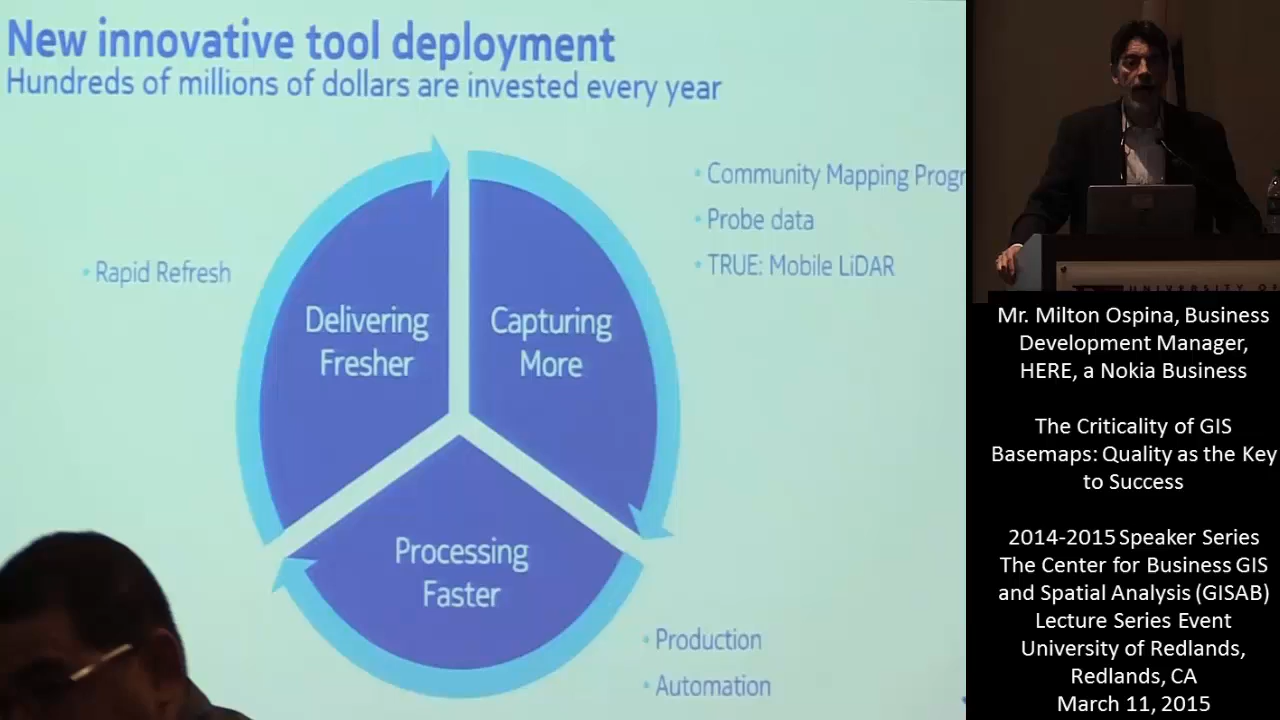 New innovative tool deployment
Hundreds of millions of dollars are invested every year
• Community Mapping Progr
• Probe data
• TRUE: Mobile LiDAR
• Rapid Refresh
Delivering
Fresher
Capturing
More
Processing
Faster
• Production
• Automation
UNIVERSITY OF
Mr. Milton Ospina, Business
Development Manager,
HERE, a Nokia Business
The Criticality of GIS
Basemaps: Quality as the Key
to Success
2014-2015 Speaker Series
The Center for Business GIS
and Spatial Analysis (GISAB)
Lecture Series Event
University of Redlands,
Redlands, CA
March 11, 2015